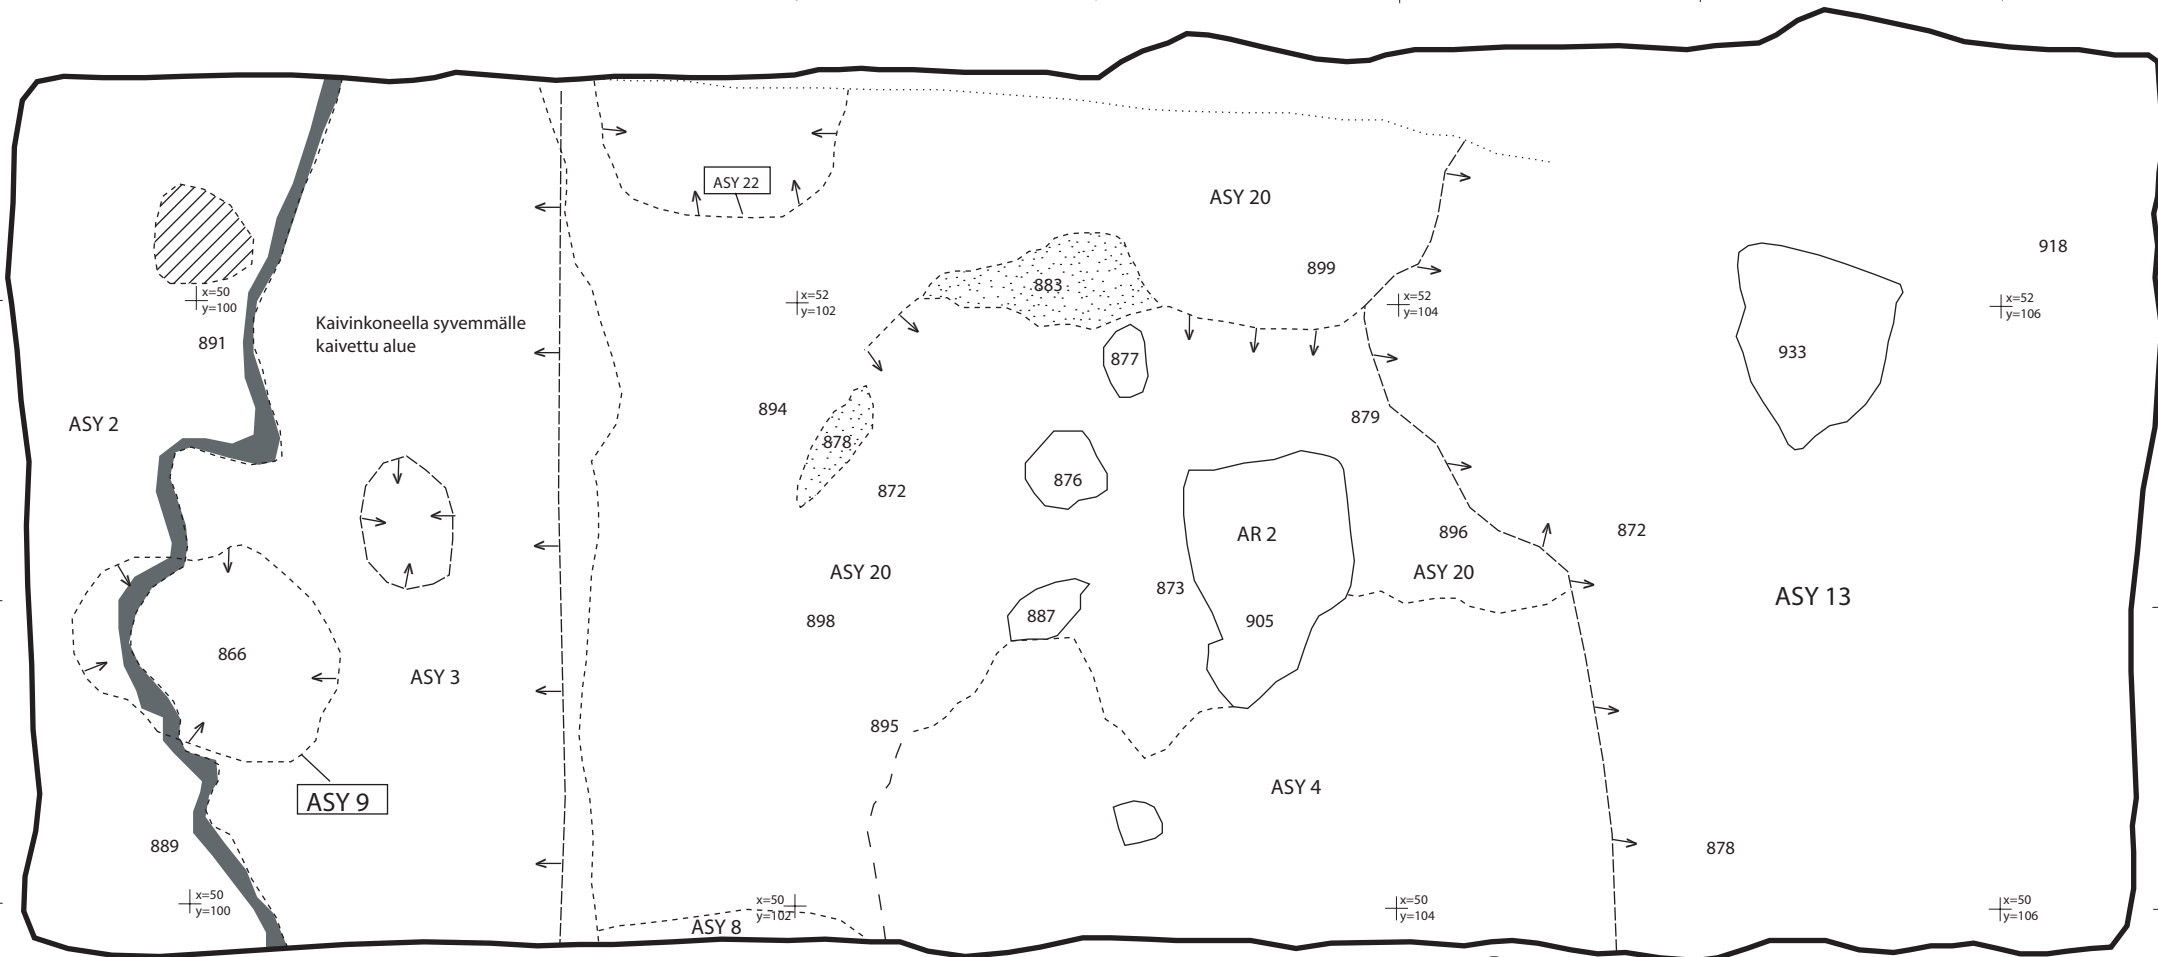 ASY 22
ASY 20
918
899
883
x=50
y=100
x=52
y=102
x=52
y=104
x=52
y=106
Kaivinkoneella syvemmälle
kaivettu alue
891
877
933
ASY 2
894
879
878
876
872
AR 2
896
872
ASY 20
873
ASY 20
ASY 13
898
887
905
866
ASY 3
895
ASY 9
ASY 4
889
878
x=50
y=100
x=50
y=102
x=50
y=104
x=50
y=106
ASY 8